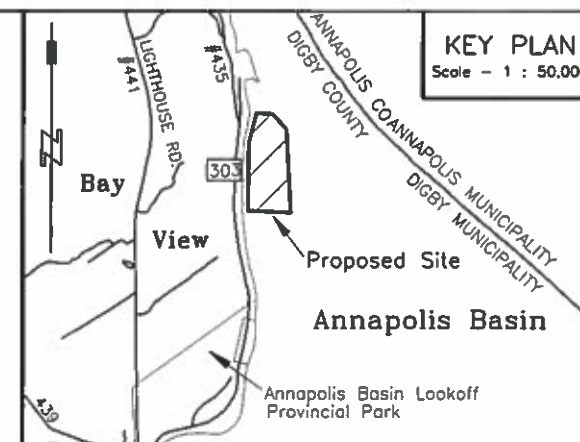 KEY PLAN
Scale - 1 : 50,00
#441
LIGHTHOUSE RD.
#435
ANNAPOLIS CO
DIGBY COUNTY
ANNAPOLIS MUNICIPALITY
DIGBY MUNICIPALITY
303
Bay
View
Proposed Site
Annapolis Basin
Annapolis Basin Lookoff
Provincial Park
439